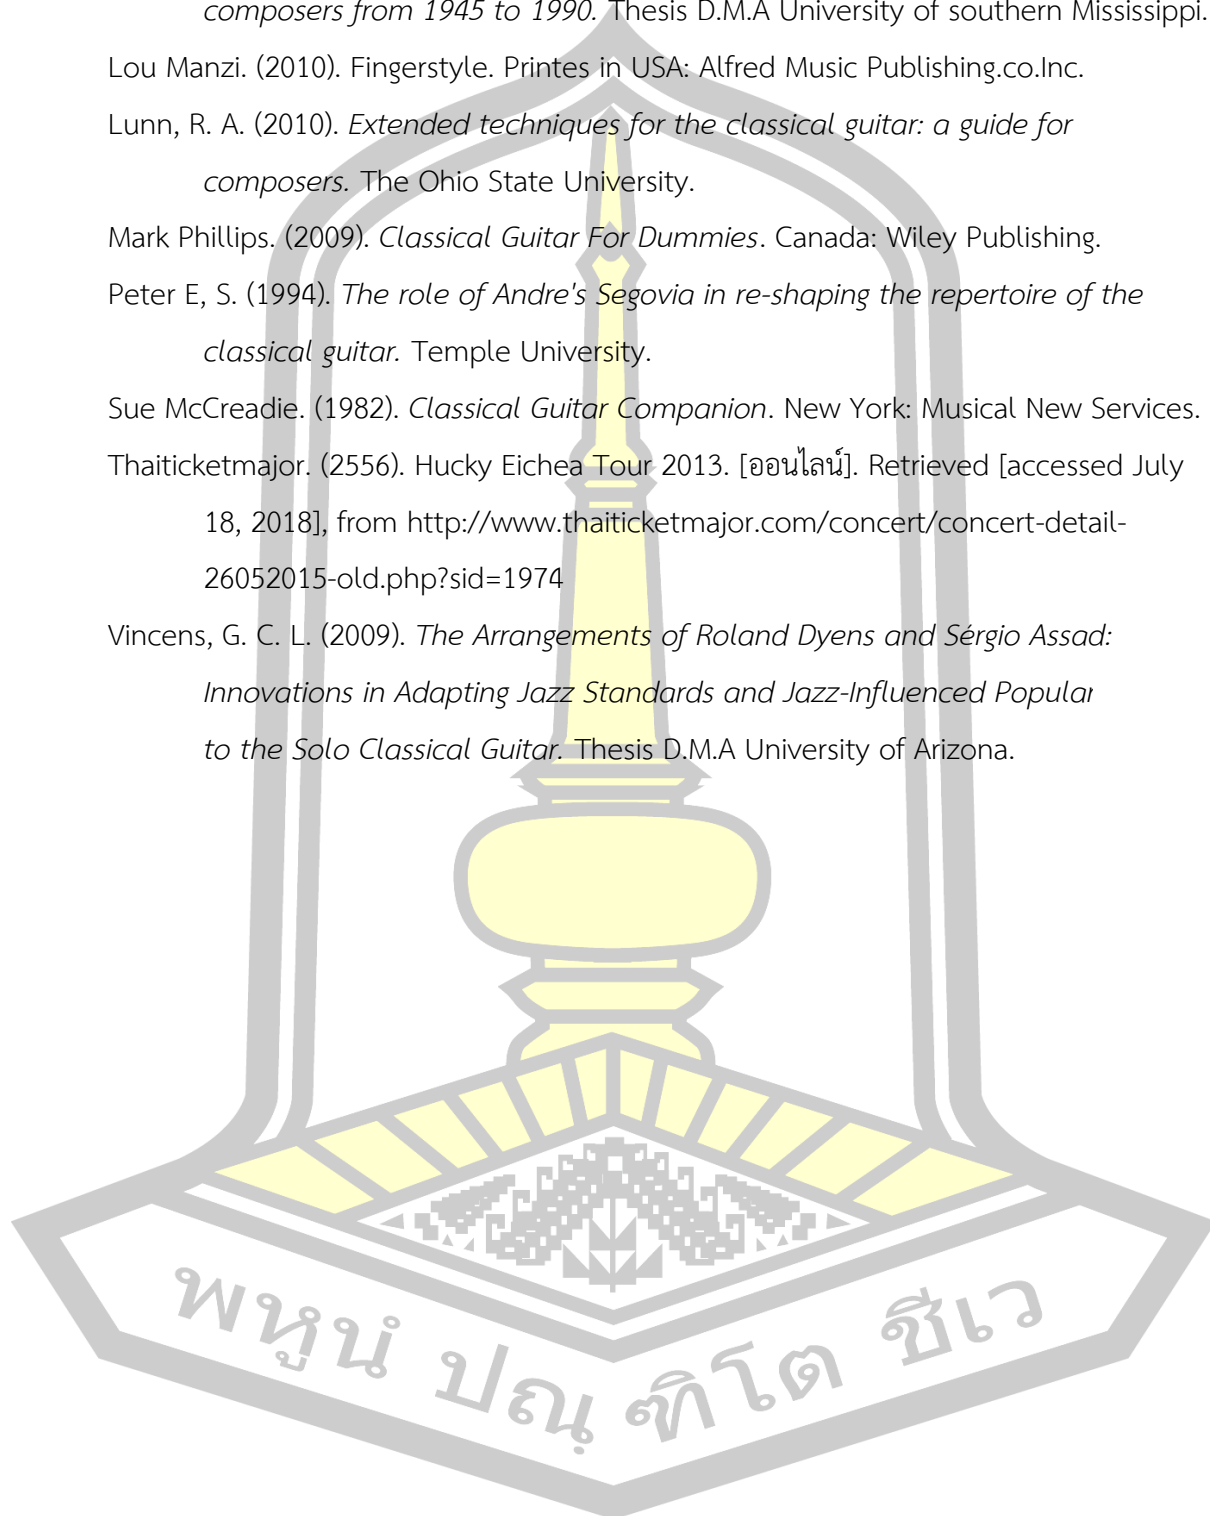 composers from 1945 to 1990. Thesis D.M.A University of southern Mississippi.
Lou Manzi. (2010). Fingerstyle. Printes in USA: Alfred Music Publishing.co.Inc.
Lunn, R. A. (2010). Extended techniques for the classical guitar: a guide for
composers. The Ohio State University.
Mark Phillips. (2009). Classical Guitar For Dummies. Canada: Wiley Publishing.
Peter E, S. (1994). The role of Andre's Segovia in re-shaping the repertoire of the
classical guitar. Temple University.
Sue McCreadie. (1982). Classical Guitar Companion. New York: Musical New Services.
Thaiticketmajor. (2556). Hucky Eichea Tour 2013. [ออนไลน์]. Retrieved [accessed July
18, 2018], from http://www.thaiticketmajor.com/concert/concert-detail-
26052015-old.php?sid=1974
Vincens, G. C. L. (2009). The Arrangements of Roland Dyens and Sérgio Assad:
Innovations in Adapting Jazz Standards and Jazz-Influenced Popular
to the Solo Classical Guitar. Thesis D.M.A University of Arizona.
พหูนํ ปณฺฑิโต ชีเว